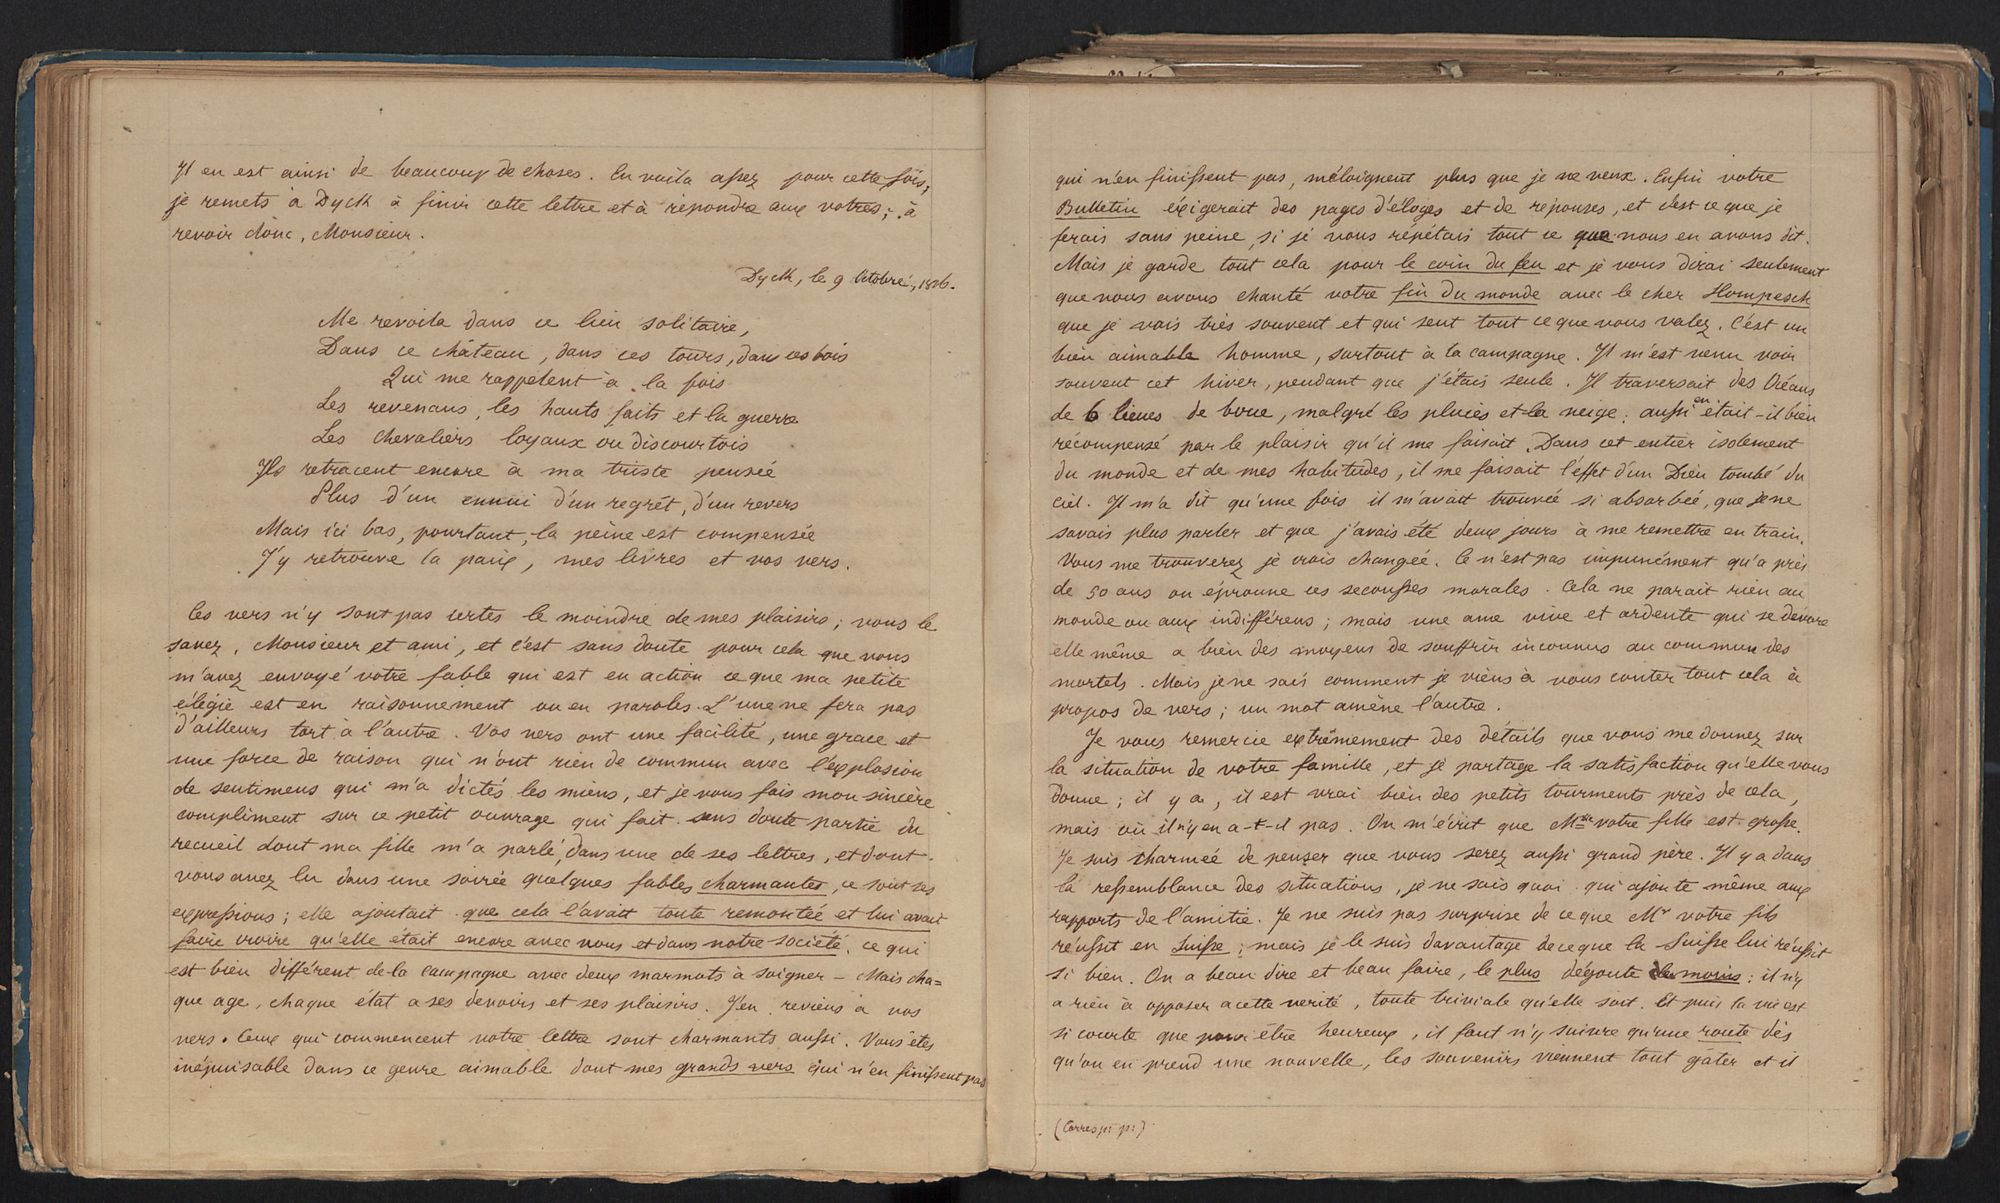 Il en est ainsi de beaucoup de choses. En voila assez pour cette fois,
je remets à Dyck à finir cette lettre et à repondre aux votres; à
revoir donc, Monsieur.
Dyck, le 9 Octobre, 1806.
Me revoila dans ce lieu solitaire,
Dans ce château, dans ces tours, dans ces bois
Qui me rappelent à la fois
Les revenans, les hauts faits et la guerre
Les chevaliers loyaux ou discourtois
Ils retracent encore à ma triste pensée
Plus d'un ennui d'un regrèt, d'un revers
Mais ici bas, pourtant, la peine est compensée
J'y retrouve la paix, mes livres et vos vers.
Ces vers n'y sont pas certes le moindre de mes plaisirs; vous le
savez, Monsieur et ami, et c'est sans doute pour cela que vous
m'avez envoyé votre fable qui est en action ce que ma petite
élégie est en raisonnement ou en paroles. L'une ne fera pas
d'ailleurs tort à l'autre. Vos vers ont une facilité, une grace et
une force de raison qui n'ont rien de commun avec l'explosion
de sentimens qui m'a dictés les miens, et je vous fais mon sincère
compliment sur ce petit ouvrage qui fait sans doute partie du
recueil dont ma fille m'a parlé, dans une de ses lettres, et dont
vous avez lu dans une soirée quelques fables charmantes, ce sont ses
expressions; elle ajoutait que cela l'avait toute remontée et lui avait
faire croire qu'elle était encore avec vous et dans notre societé. ce qui
est bien différent de la campagne avec deux marmots à soigner – Mais cha=
que age, chaque état a ses devoirs et ses plaisirs. J'en reviens à vos
vers. Ceux qui commencent votre lettre sont charmants aussi. Vous êtes
inépuisable dans ce genre aimable dont mes grands vers qui n'en finissent pas
qui n'en finissent pas, m'éloignent plus que je ne veux. Enfin votre
Bulletin exigerait des pages d'éloges et de réponses, et c'est ce que je
ferais sans peine, si je vous répétais tout ce que nous en avons dit.
Mais je garde tout cela pour le coin du feu et je vous dirai seulement
que nous avons chanté votre fin du monde avec le cher Hompesch
que je vois très souvent et qui sent tout ce que vous valez. C'est un
bien aimable homme, surtout à la campagne. Il m'est venu voir
souvent cet hiver, pendant que j'étais seule. Il traversait des Océans
de 6 lieues de boue, malgré les pluies et la neige; aussi en était-il bien
récompensé par le plaisir qu'il me faisait. Dans cet entier isolement
du monde et de mes habitudes, il me faisait l'effet d'un Dieu tombé du
ciel. Il m'a dit qu'une fois il m'avait trouvée si absorbée, que je ne
savais plus parler et que j'avais été deux jours à me remettre en train.
Vous me trouverez je crois changée. Ce n'est pas impunément qu'à près
de 50 ans on éprouve ces secousses morales. Cela ne parait rien au
monde ou aux indifférens; mais une ame vive et ardente qui se dévore
elle même a bien des moyens de souffrir inconnus au commun des
mortels. Mais je ne sais comment je viens à vous conter tout cela à
propos de vers; un mot amène l'autre.
Je vous remercie extrêmement des détails que vous me donnez sur
la situation de votre famille, et je partage la satisfaction qu'elle vous
donne; il y a, il est vrai bien des petits tourments près de cela,
mais où il n'y en a-t-il pas. On m'écrit que Mme votre fille est grosse.
Je suis charmée de penser que vous serez aussi grand père. Il y a dans
la ressemblance des situations, je ne sais quoi qui ajoute même aux
rapports de l'amitie. Je ne suis pas surprise de ce que Mr votre fils
réussit en Suisse; mais je le suis davantage de ce que la Suisse lui réussit
si bien. On a beau dire et beau faire, le plus dégoute du moins: il n'y
a rien à opposer a cette verité, toute triviale qu'elle soit. Et puis la vie est
si courte que pour être heureux, il faut n'y suivre qu'une route dès
qu'on en prend une nouvelle, les souvenirs viennent tout gâter et il
(Corresp: p:)